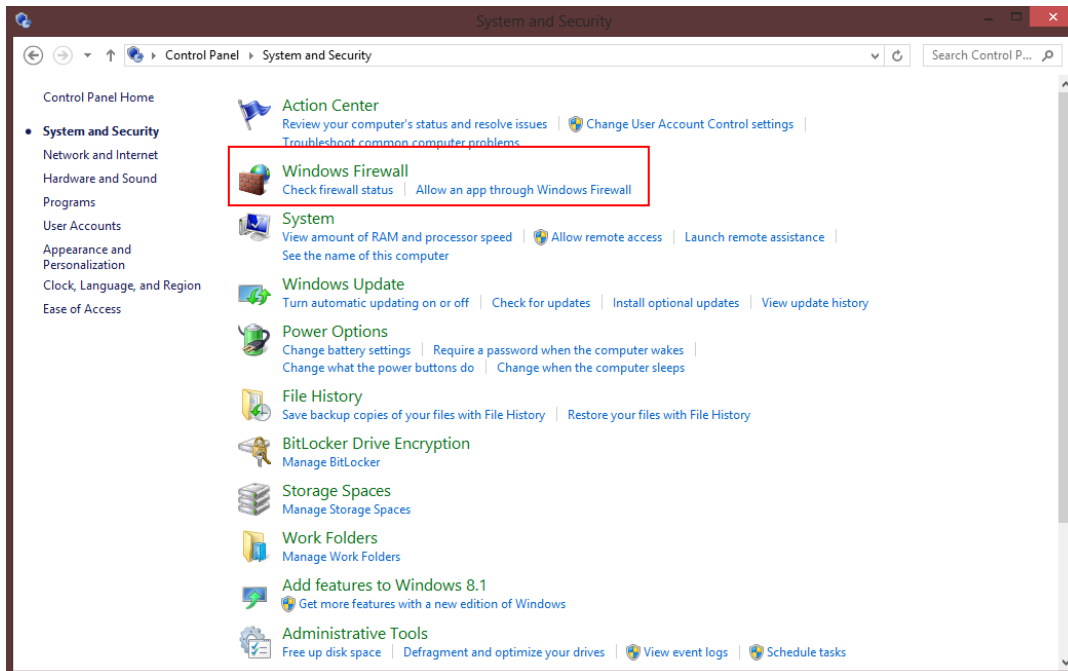 System and Security
Control Panel System and Security
Search Control P...
Control Panel Home
System and Security
Network and Internet
Hardware and Sound
Programs
User Accounts
Appearance and
Personalization
Clock, Language, and Region
Ease of Access
Action Center
Review your computer's status and resolve issues Change User Account Control settings
Troubleshoot common computer problems
Windows Firewall
Check firewall status Allow an app through Windows Firewall
System
View amount of RAM and processor speed Allow remote access Launch remote assistance
See the name of this computer
Windows Update
Turn automatic updating on or off Check for updates Install optional updates View update history
Power Options
Change battery settings Require a password when the computer wakes
Change what the power buttons do Change when the computer sleeps
File History
Save backup copies of your files with File History Restore your files with File History
BitLocker Drive Encryption
Manage BitLocker
Storage Spaces
Manage Storage Spaces
Work Folders
Manage Work Folders
Add features to Windows 8.1
Get more features with a new edition of Windows
Administrative Tools
Free up disk space Defragment and optimize your drives View event logs Schedule tasks